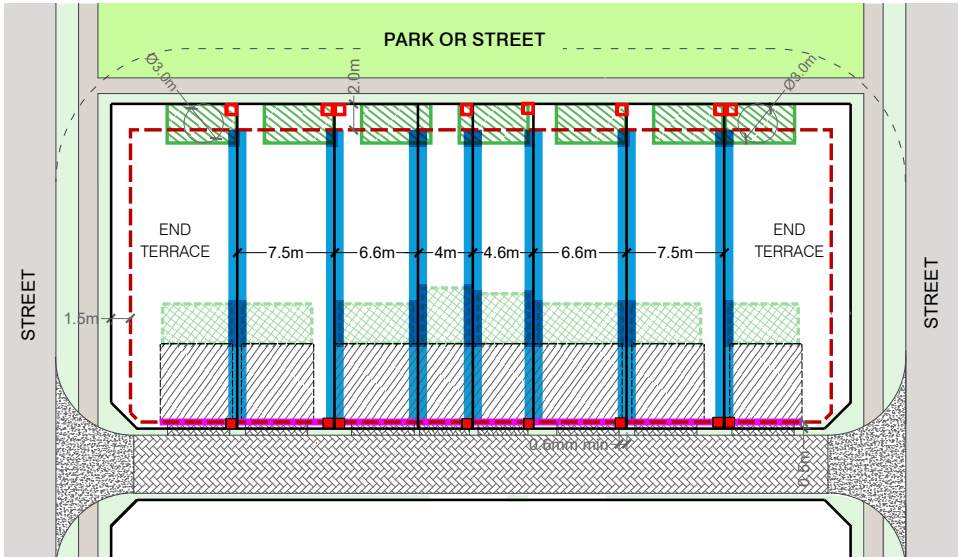 PARK OR STREET
Ø3.0m
2.0m
Ø3.0m
END
TERRACE
7.5m
6.6m
4m
4.6m
6.6m
7.5m
END
TERRACE
STREET
STREET
1.5m
0.6mm min
0.5m